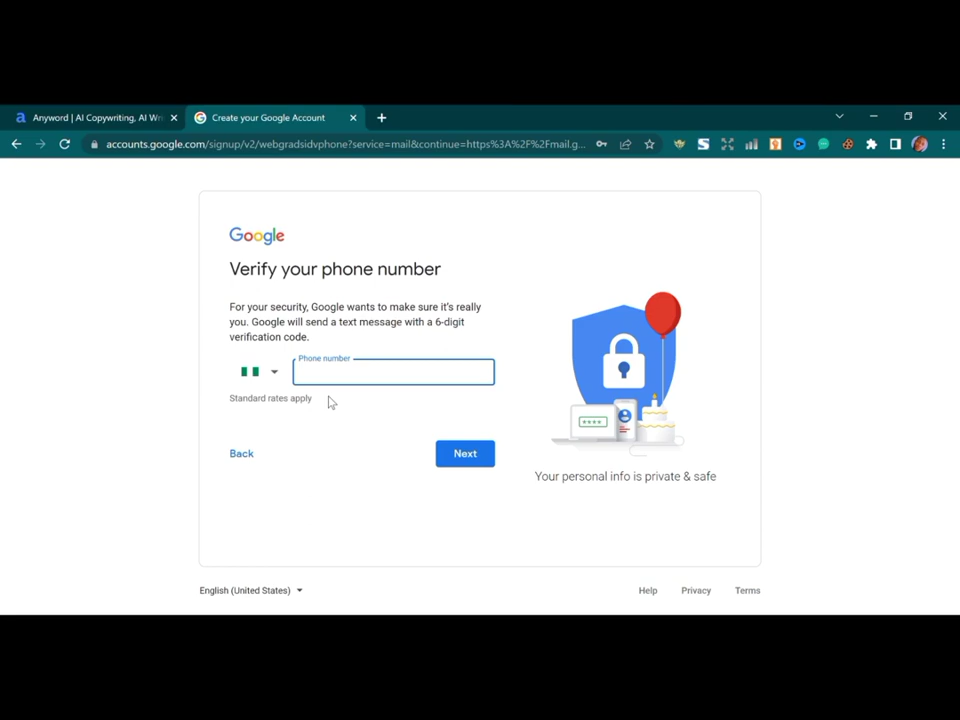 Anyword | AI Copywriting, AI Wr
Create your Google Account
accounts.google.com/signup/v2/webgradsidvphone?service=mail&continue=https%3A%2F%2Fmail.g...
Google
Verify your phone number
For your security, Google wants to make sure it's really
you. Google will send a text message with a 6-digit
verification code.
Phone number
Standard rates apply
Back
Next
Your personal info is private & safe
English (United States)
Help
Privacy
Terms